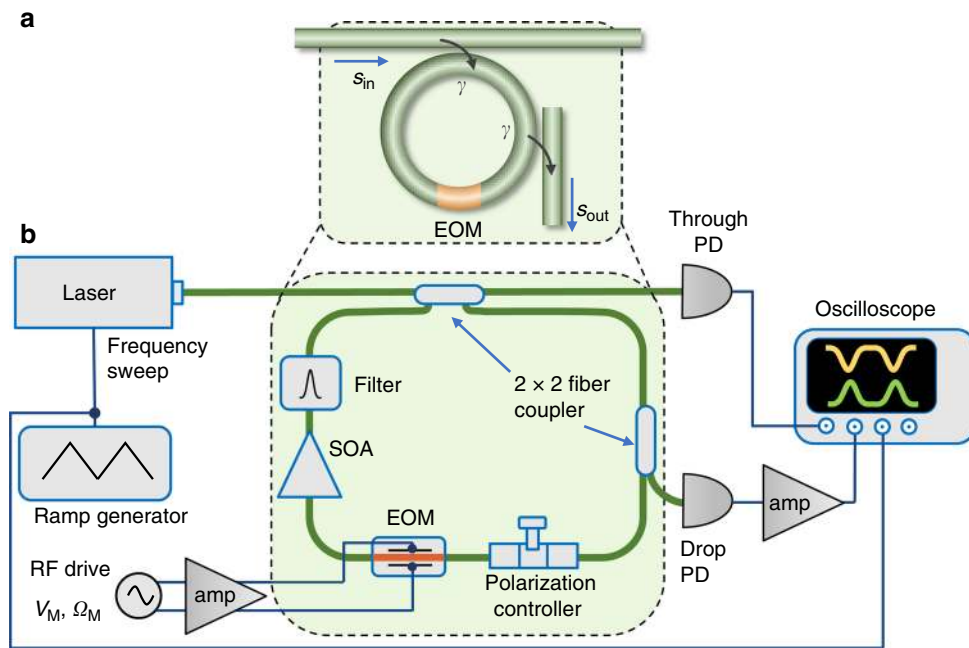 a
s_in
γ
γ
s_out
EOM
b
Through
PD
Laser
Oscilloscope
Frequency
sweep
Filter
2 × 2 fiber
coupler
SOA
Ramp generator
EOM
amp
Drop
PD
RF drive
amp
Polarization
controller
V_M, Ω_M